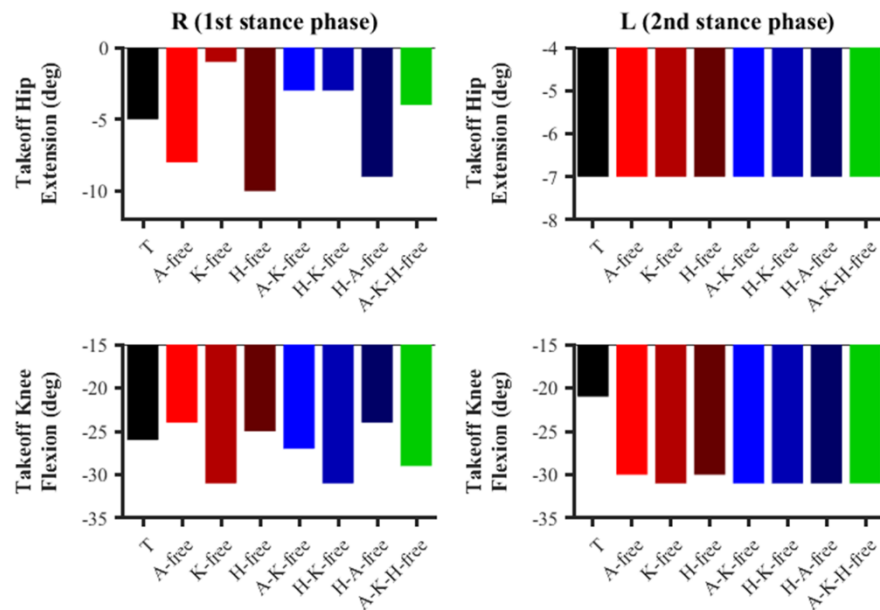 R (1st stance phase)
L (2nd stance phase)
Takeoff Hip
Extension (deg)
0
-5
-10
T
A-free
K-free
H-free
A-K-free
H-K-free
H-A-free
A-K-H-free
Takeoff Hip
Extension (deg)
-4
-5
-6
-7
-8
T
A-free
K-free
H-free
A-K-free
H-K-free
H-A-free
A-K-H-free
Takeoff Knee
Flexion (deg)
-15
-20
-25
-30
-35
T
A-free
K-free
H-free
A-K-free
H-K-free
H-A-free
A-K-H-free
Takeoff Knee
Flexion (deg)
-15
-20
-25
-30
-35
T
A-free
K-free
H-free
A-K-free
H-K-free
H-A-free
A-K-H-free